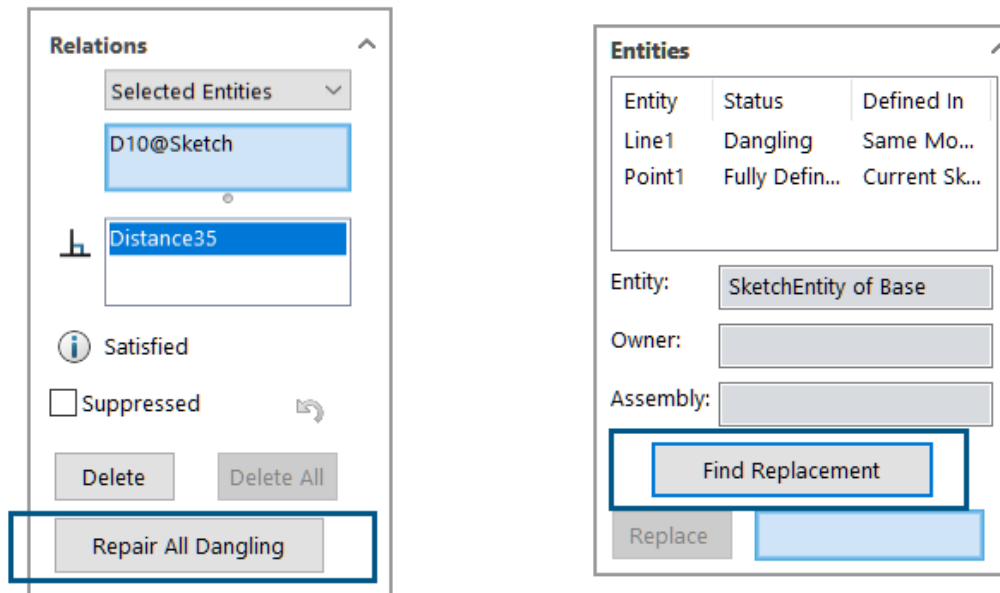 Relations
Selected Entities
D10@Sketch
Distance35
Satisfied
Suppressed
Delete
Delete All
Repair All Dangling
Entities
Entity Status Defined In
Line1 Dangling Same Mo...
Point1 Fully Defin... Current Sk...
Entity: SketchEntity of Base
Owner:
Assembly:
Find Replacement
Replace